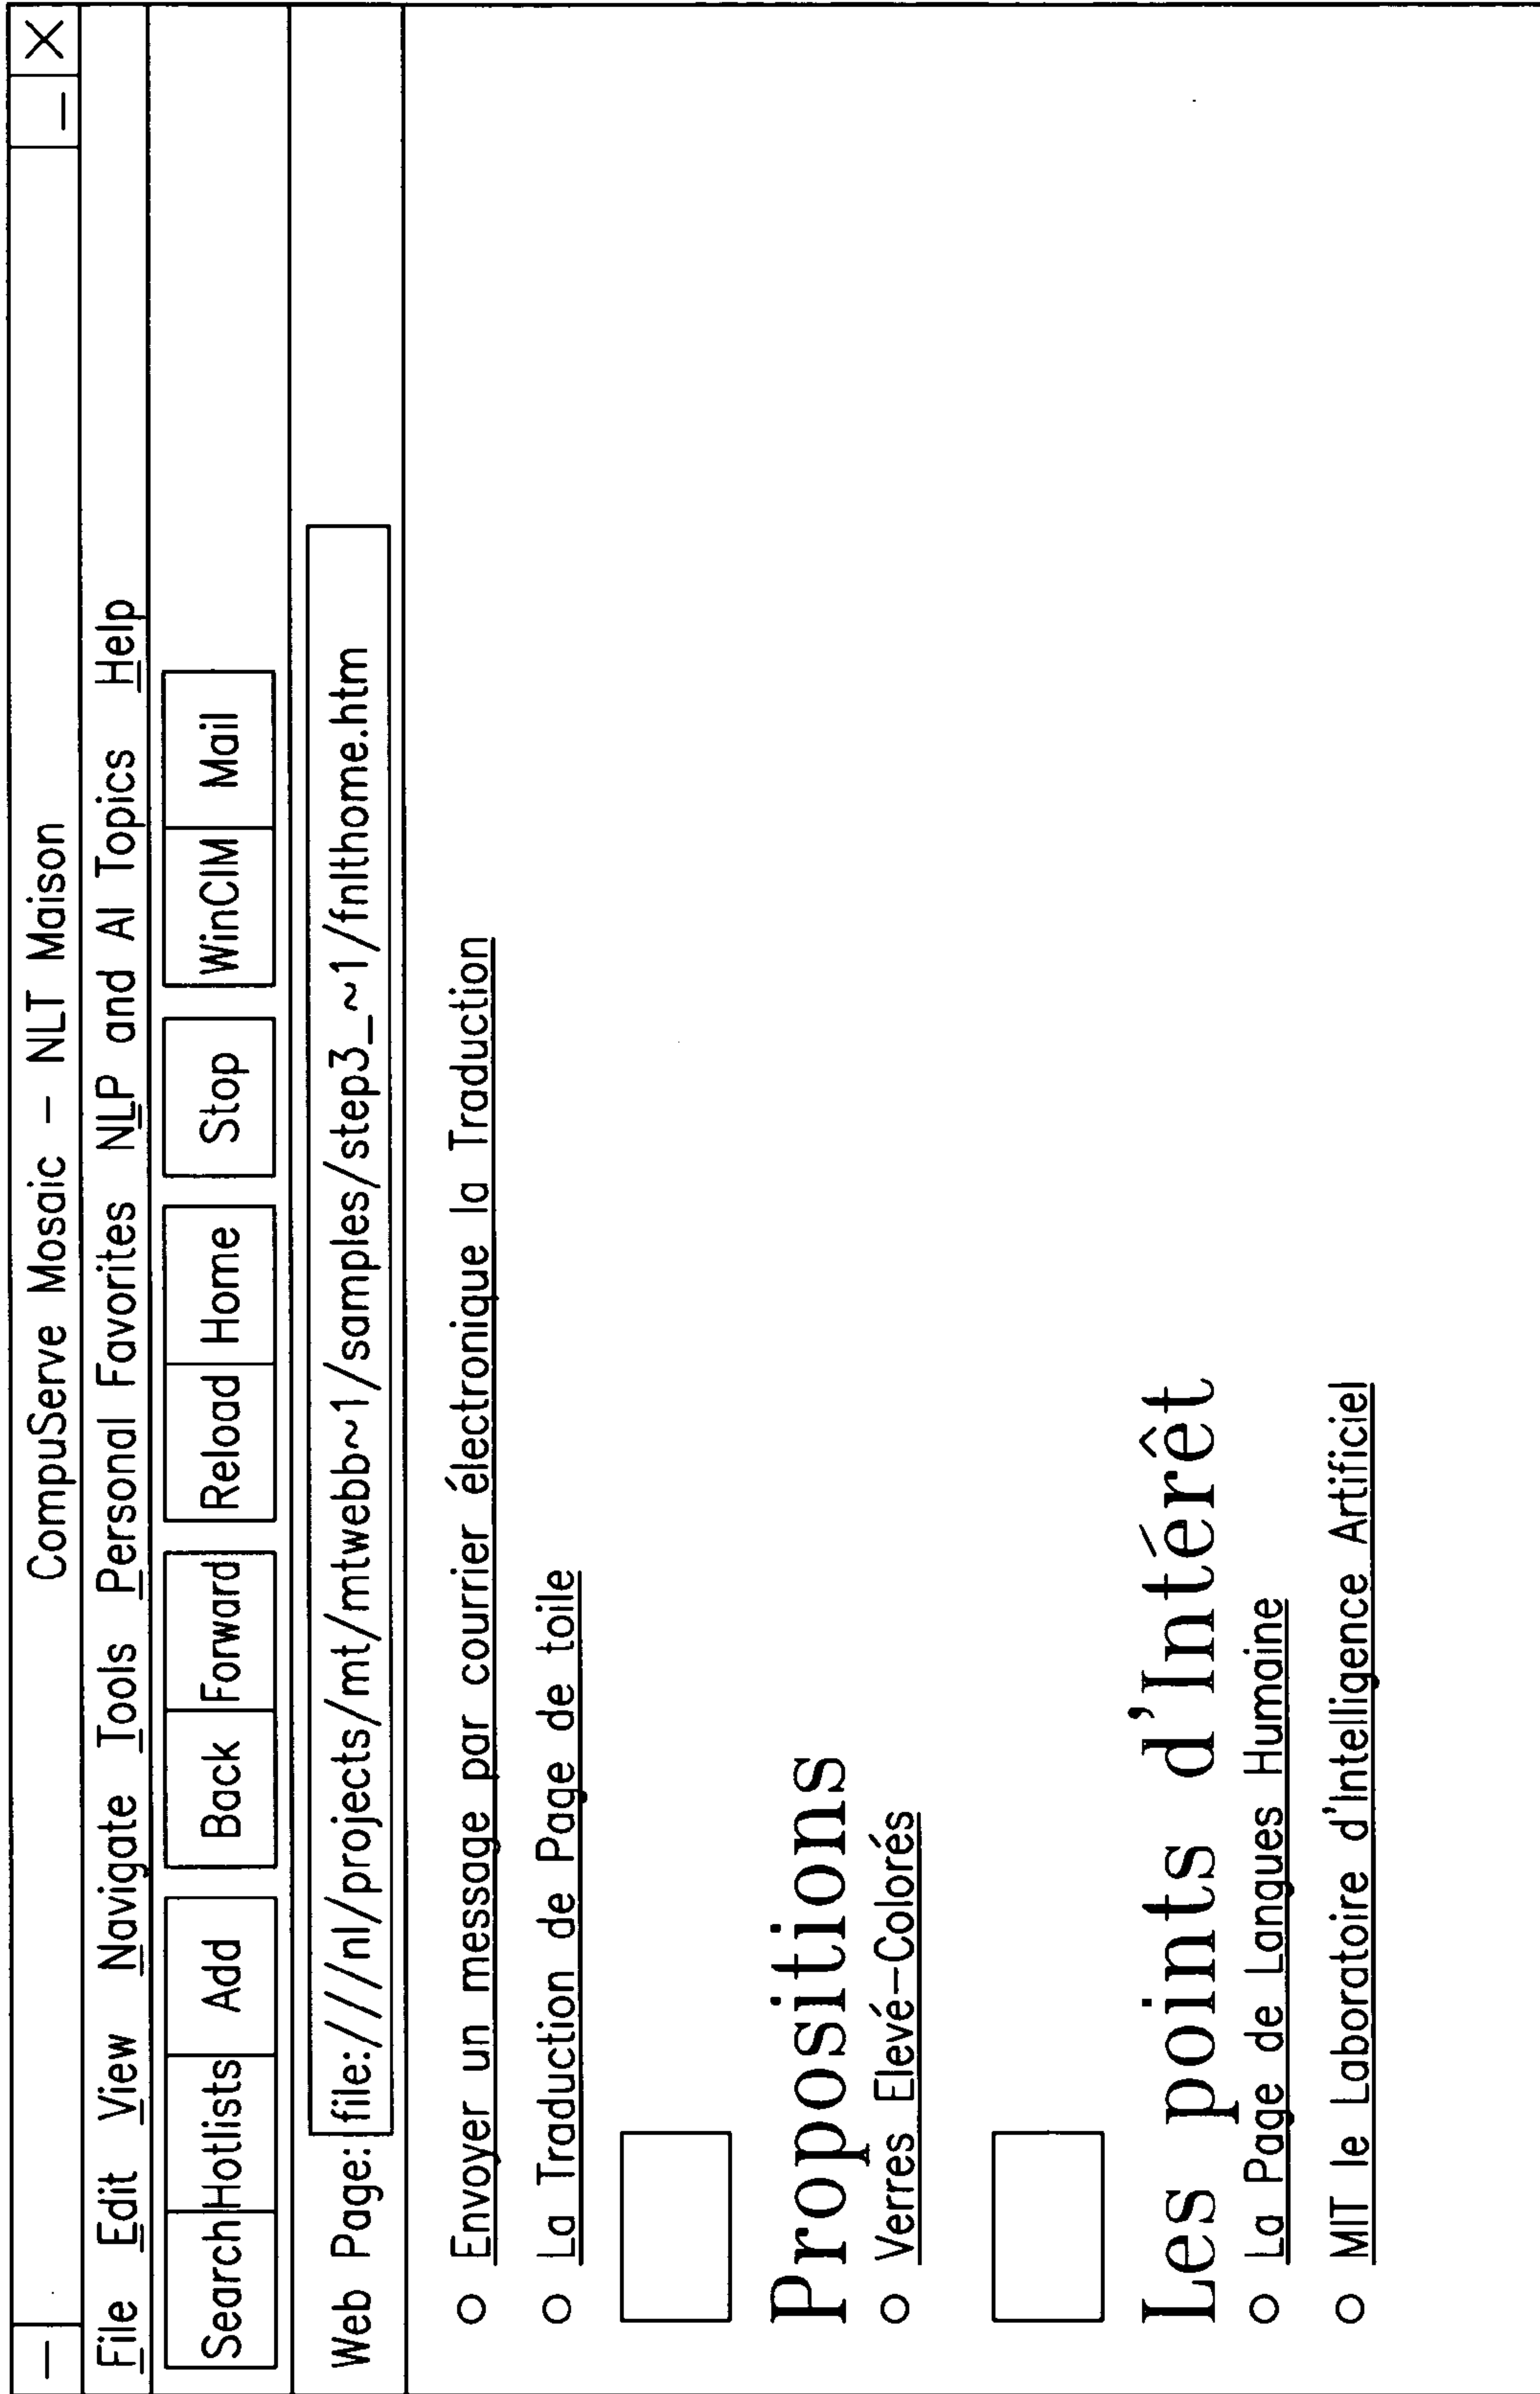 CompuServe Mosaic – NLT Maison
File Edit View Navigate Tools Personal Favorites NLP and AI Topics Help
Search Hotlists Add Back Forward Reload Home Stop WinCIM Mail
Web Page: file:////nl/projects/mt/mtwebb~1/samples/step3_~1/fnlthome.htm
○ Envoyer un message par courrier électronique la Traduction
○ La Traduction de Page de toile
Propositions
○ Verres Elevé–Colorés
Les points d'Intérêt
○ La Page de Langues Humaine
○ MIT le Laboratoire d'Intelligence Artificiel